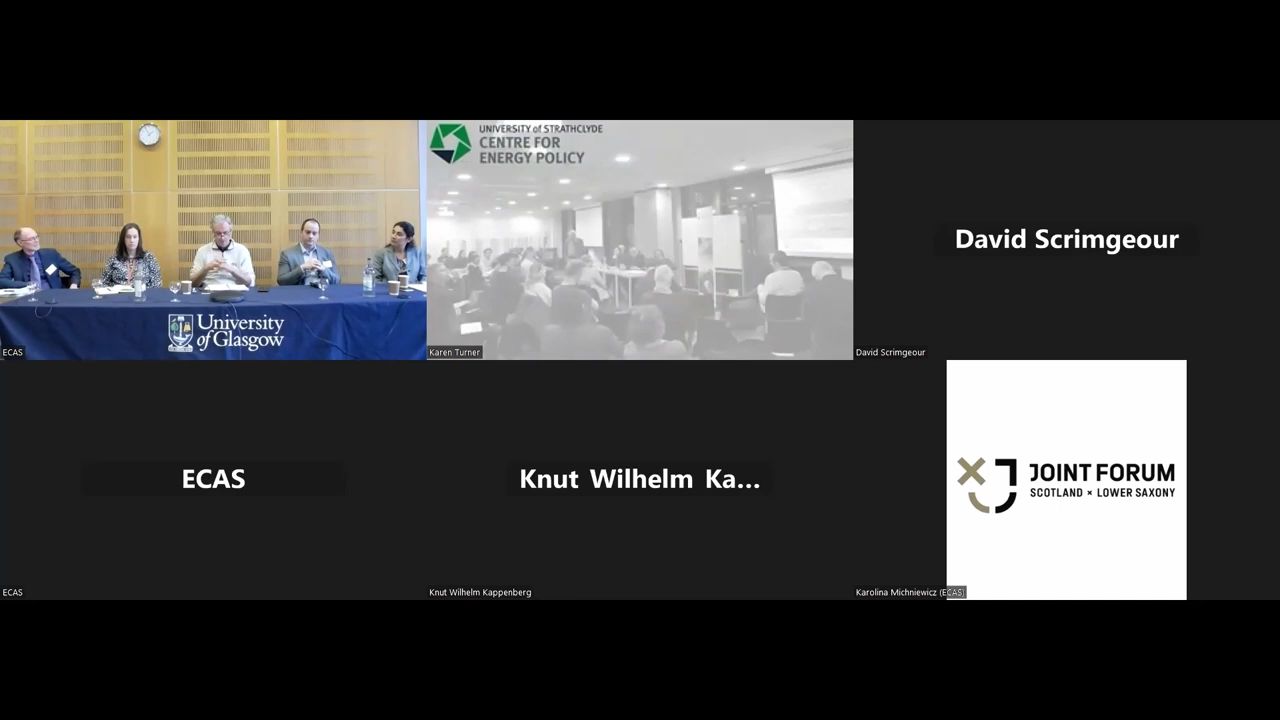 University
of Glasgow
ECAS
UNIVERSITY of STRATHCLYDE
CENTRE FOR
ENERGY POLICY
Karen Turner
David Scrimgeour
David Scrimgeour
ECAS
ECAS
Knut Wilhelm Ka...
Knut Wilhelm Kappenberg
JOINT FORUM
SCOTLAND × LOWER SAXONY
Karolina Michniewicz (ECAS)